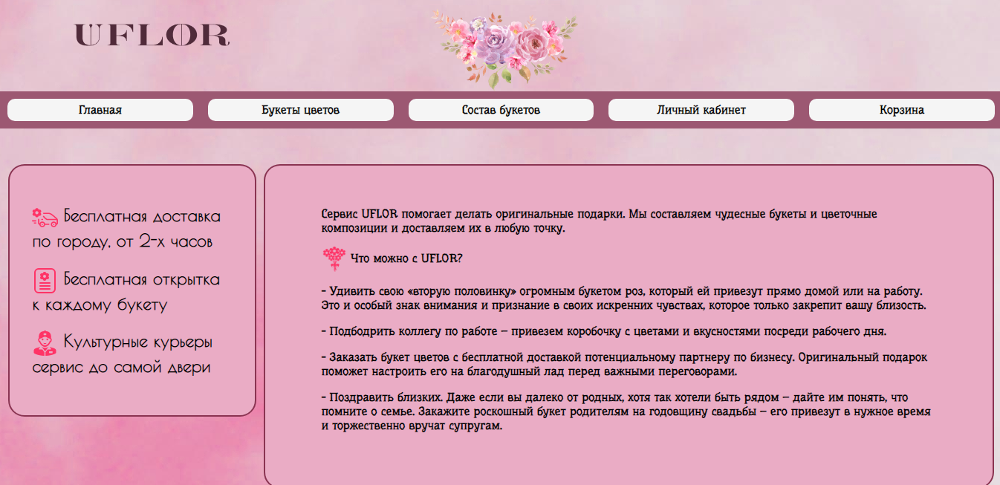 UFLOR
Главная
Букеты цветов
Состав букетов
Личный кабинет
Корзина
Бесплатная доставка
по городу, от 2-х часов
Бесплатная открытка
к каждому букету
Культурные курьеры
сервис до самой двери
Сервис UFLOR помогает делать оригинальные подарки. Мы составляем чудесные букеты и цветочные
композиции и доставляем их в любую точку.
Что можно с UFLOR?
- Удивить свою «вторую половинку» огромным букетом роз, который ей привезут прямо домой или на работу.
Это и особый знак внимания и признание в своих искренних чувствах, которое только закрепит вашу близость.
- Подбодрить коллегу по работе – привезем коробочку с цветами и вкусностями посреди рабочего дня.
- Заказать букет цветов с бесплатной доставкой потенциальному партнеру по бизнесу. Оригинальный подарок
поможет настроить его на благодушный лад перед важными переговорами.
- Поздравить близких. Даже если вы далеко от родных, хотя так хотели быть рядом – дайте им понять, что
помните о семье. Закажите роскошный букет родителям на годовщину свадьбы – его привезут в нужное время
и торжественно вручат супругам.